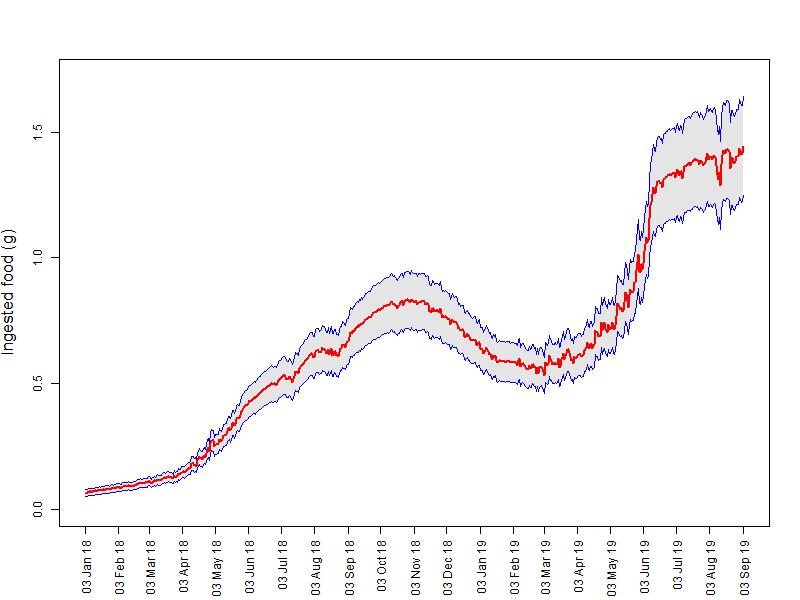 Ingested food (g)
1.5
1.0
0.5
0.0
03 Jan 18
03 Feb 18
03 Mar 18
03 Apr 18
03 May 18
03 Jun 18
03 Jul 18
03 Aug 18
03 Sep 18
03 Oct 18
03 Nov 18
03 Dec 18
03 Jan 19
03 Feb 19
03 Mar 19
03 Apr 19
03 May 19
03 Jun 19
03 Jul 19
03 Aug 19
03 Sep 19